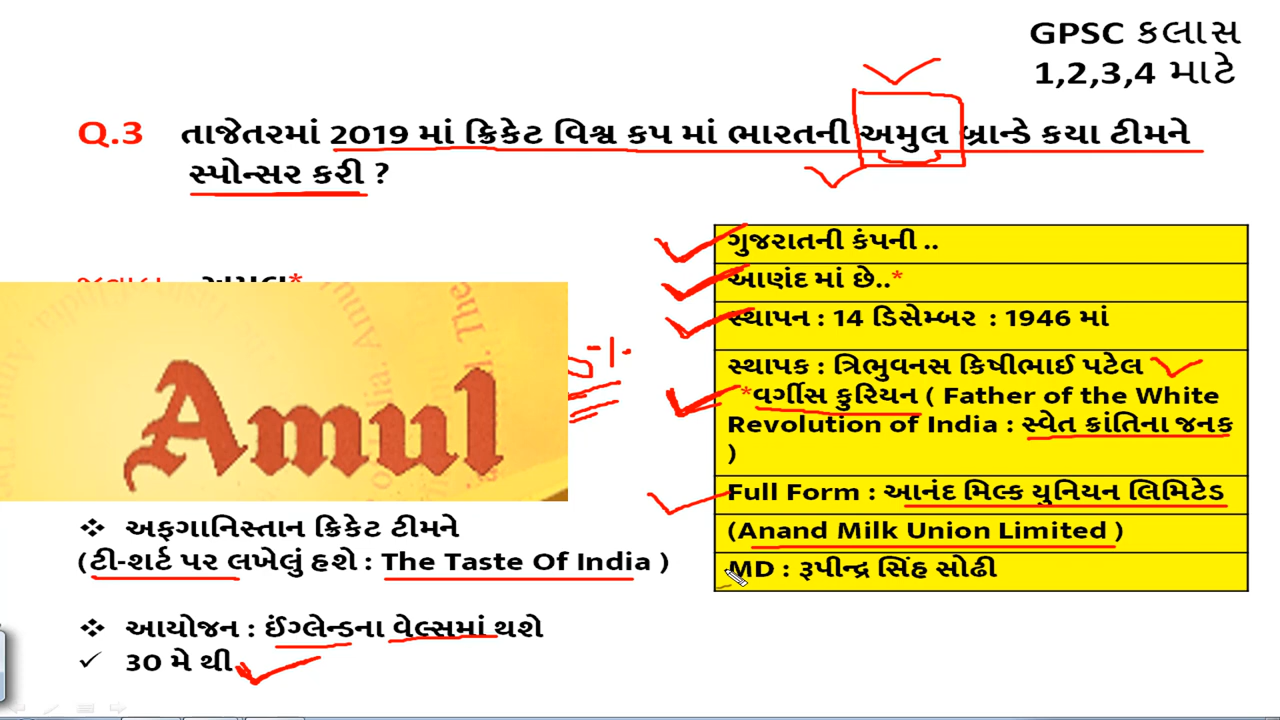 GPSC કલાસ
1,2,3,4 માટે
Q.3 તાજેતરમાં 2019 માં ક્રિકેટ વિશ્વ કપ માં ભારતની અમુલ બ્રાન્ડે કયા ટીમને
સ્પોન્સર કરી ?
ગુજરાતની કંપની ..
આણંદ માં છે..*
સ્થાપન : 14 ડિસેમ્બર : 1946 માં
સ્થાપક : ત્રિભુવનસ કિષીભાઈ પટેલ
*વર્ગીસ કુરિયન ( Father of the White
Revolution of India : સ્વેત ક્રાંતિના જનક
)
Full Form : આનંદ મિલ્ક યુનિયન લિમિટેડ
(Anand Milk Union Limited )
MD : રૂપીન્દ્ર સિંહ સોઢી
Amul
❖ અફગાનિસ્તાન ક્રિકેટ ટીમને
(ટી-શર્ટ પર લખેલું હશે : The Taste Of India )
❖ આયોજન : ઈંગ્લેન્ડના વેલ્સમાં થશે
✓ 30 મે થી